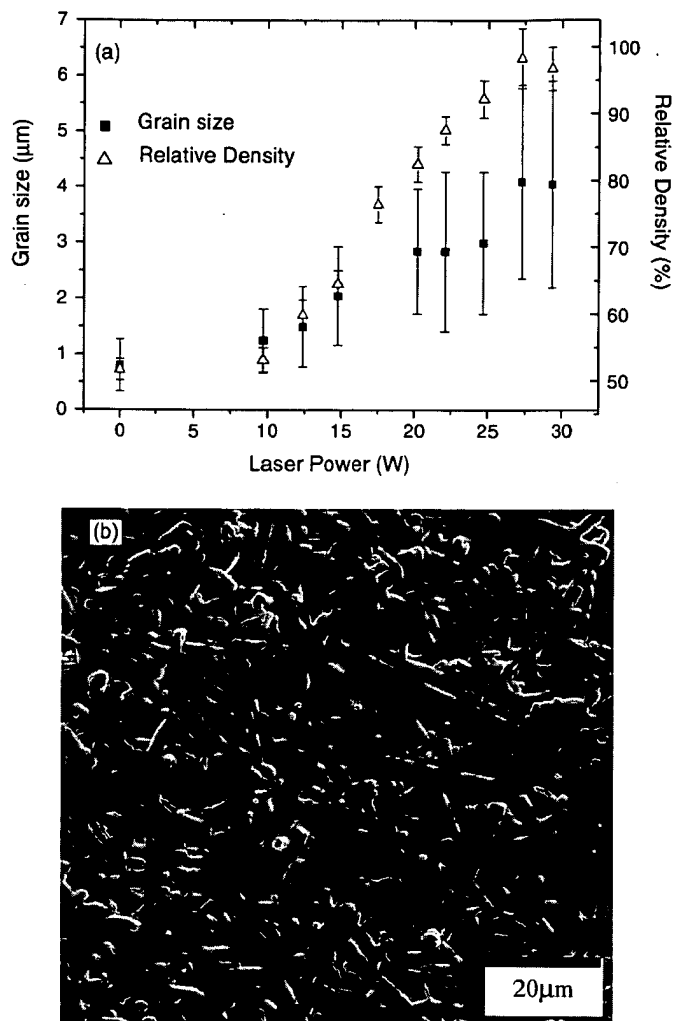 (a)
Grain size
Relative Density
7
6
5
4
3
2
1
0
Grain size (μm)
100
90
80
70
60
50
Relative Density (%)
0
5
10
15
20
25
30
Laser Power (W)
(b)
20μm